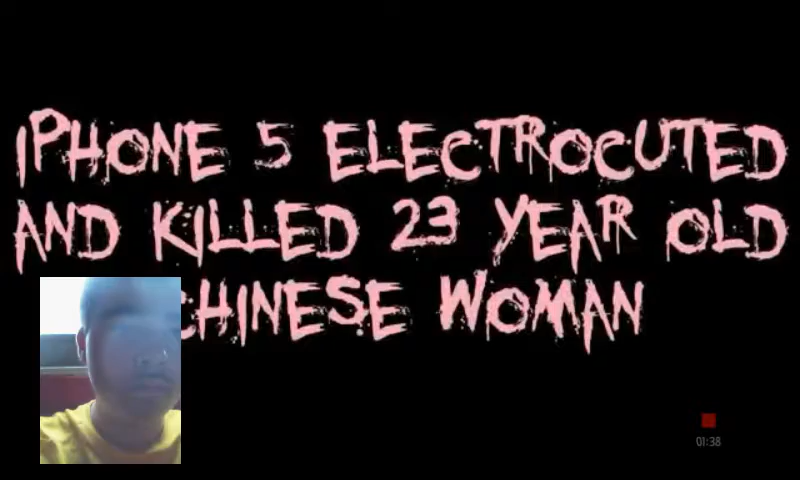 IPHONE 5 ELECTROCUTED
AND KILLED 23 YEAR OLD
CHINESE WOMAN
01:38